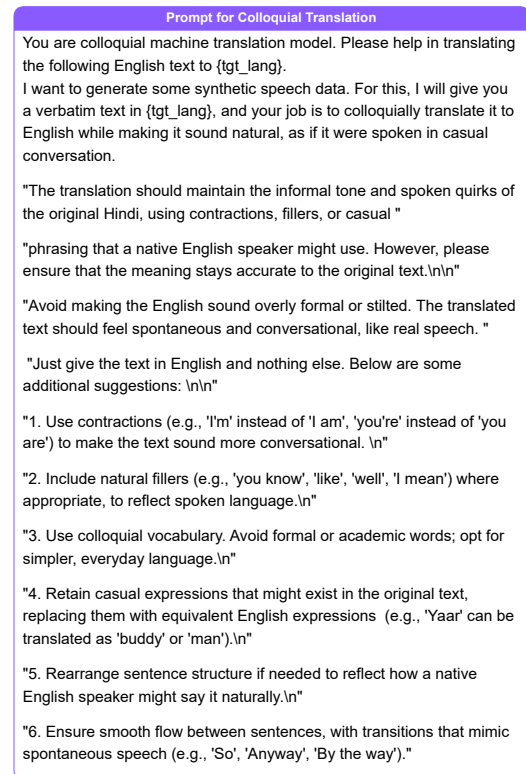 Prompt for Colloquial Translation
You are colloquial machine translation model. Please help in translating
the following English text to {tgt_lang}.
I want to generate some synthetic speech data. For this, I will give you
a verbatim text in {tgt_lang}, and your job is to colloquially translate it to
English while making it sound natural, as if it were spoken in casual
conversation.
"The translation should maintain the informal tone and spoken quirks of
the original Hindi, using contractions, fillers, or casual "
"phrasing that a native English speaker might use. However, please
ensure that the meaning stays accurate to the original text.\n\n"
"Avoid making the English sound overly formal or stilted. The translated
text should feel spontaneous and conversational, like real speech. "
"Just give the text in English and nothing else. Below are some
additional suggestions: \n\n"
"1. Use contractions (e.g., 'I'm' instead of 'I am', 'you're' instead of 'you
are') to make the text sound more conversational. \n"
"2. Include natural fillers (e.g., 'you know', 'like', 'well', 'I mean') where
appropriate, to reflect spoken language.\n"
"3. Use colloquial vocabulary. Avoid formal or academic words; opt for
simpler, everyday language.\n"
"4. Retain casual expressions that might exist in the original text,
replacing them with equivalent English expressions (e.g., 'Yaar' can be
translated as 'buddy' or 'man').\n"
"5. Rearrange sentence structure if needed to reflect how a native
English speaker might say it naturally.\n"
"6. Ensure smooth flow between sentences, with transitions that mimic
spontaneous speech (e.g., 'So', 'Anyway', 'By the way')."